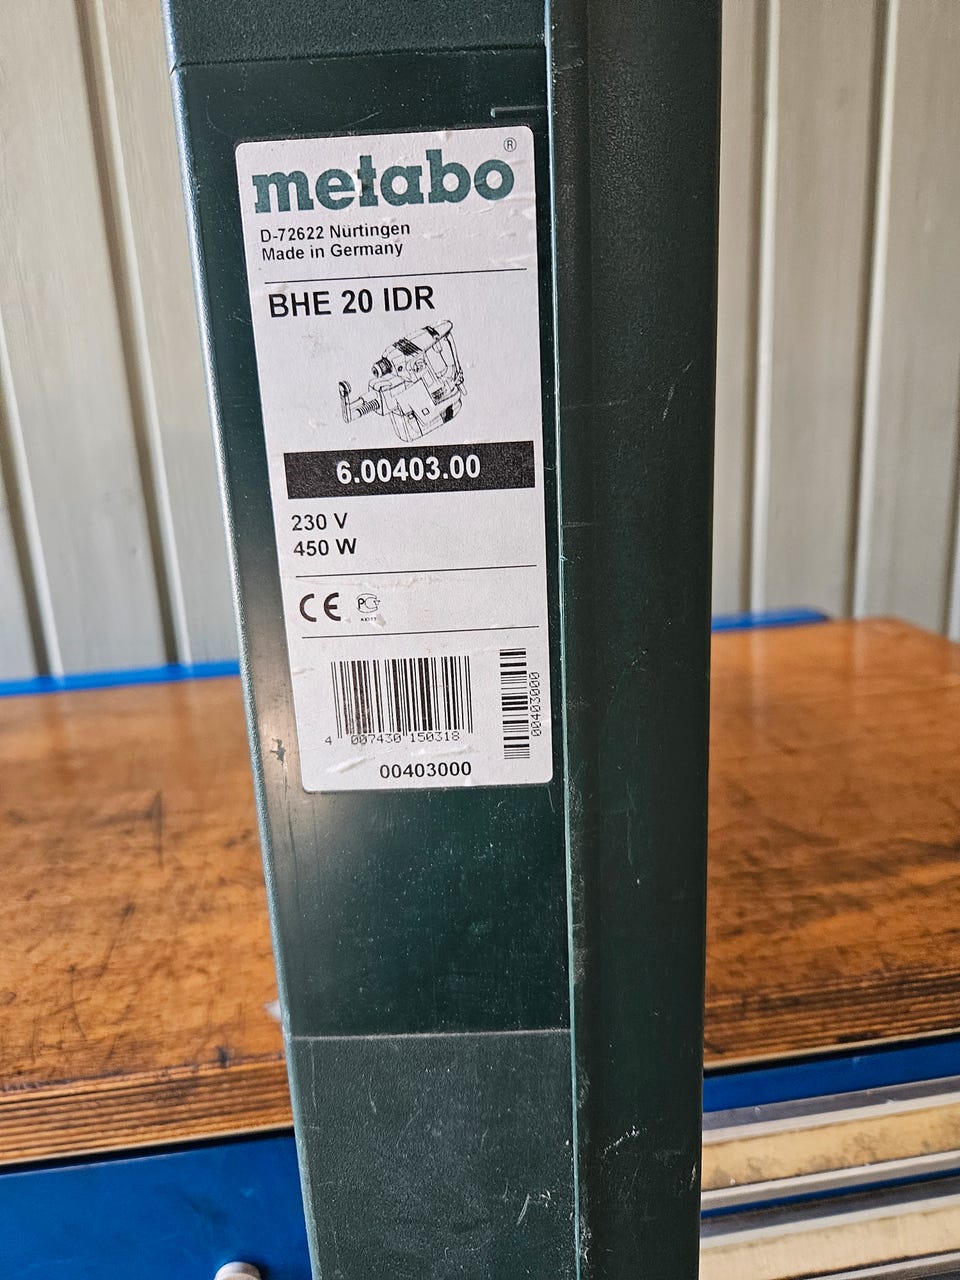 metabo®
D-72622 Nürtingen
Made in Germany
BHE 20 IDR
6.00403.00
230 V
450 W
CE
4 007430 150318
00403000
00403000